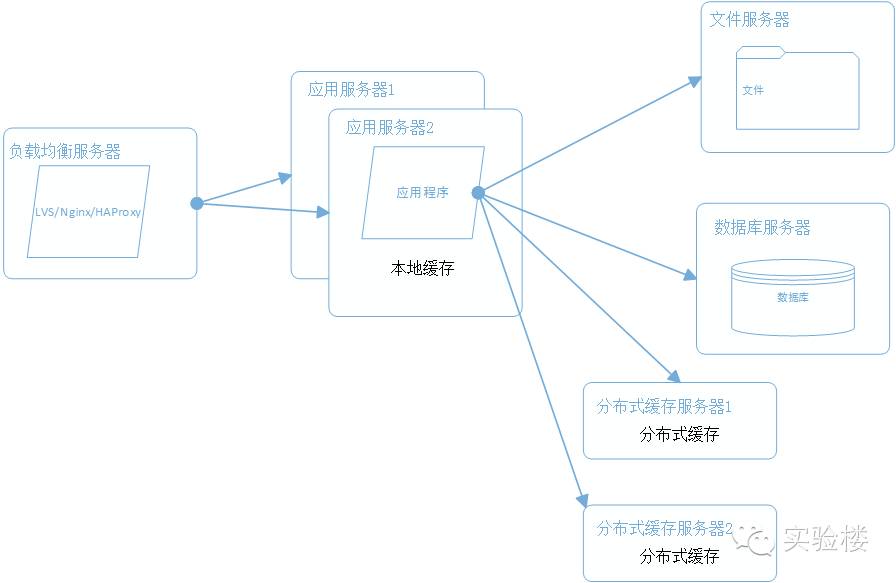 负载均衡服务器
LVS/Nginx/HAProxy
应用服务器1
应用服务器2
应用程序
本地缓存
文件服务器
文件
数据库服务器
数据库
分布式缓存服务器1
分布式缓存
分布式缓存服务器2
分布式缓存
实验楼